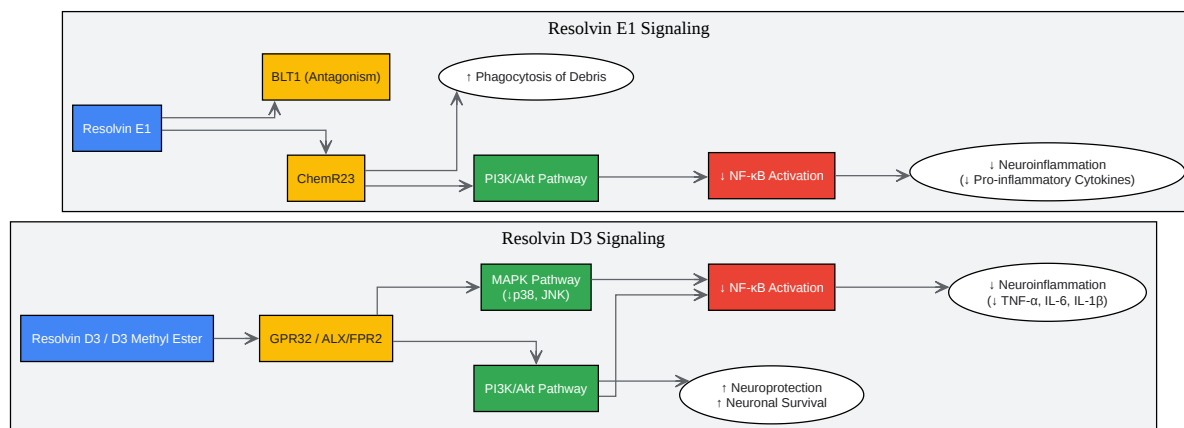 Resolvin E1 Signaling
BLT1 (Antagonism)
↑ Phagocytosis of Debris
Resolvin E1
ChemR23
PI3K/Akt Pathway
↓ NF-κB Activation
↓ Neuroinflammation
(↓ Pro-inflammatory Cytokines)
Resolvin D3 Signaling
MAPK Pathway
(↓p38, JNK)
↓ NF-κB Activation
↓ Neuroinflammation
(↓ TNF-α, IL-6, IL-1β)
Resolvin D3 / D3 Methyl Ester
GPR32 / ALX/FPR2
PI3K/Akt Pathway
↑ Neuroprotection
↑ Neuronal Survival